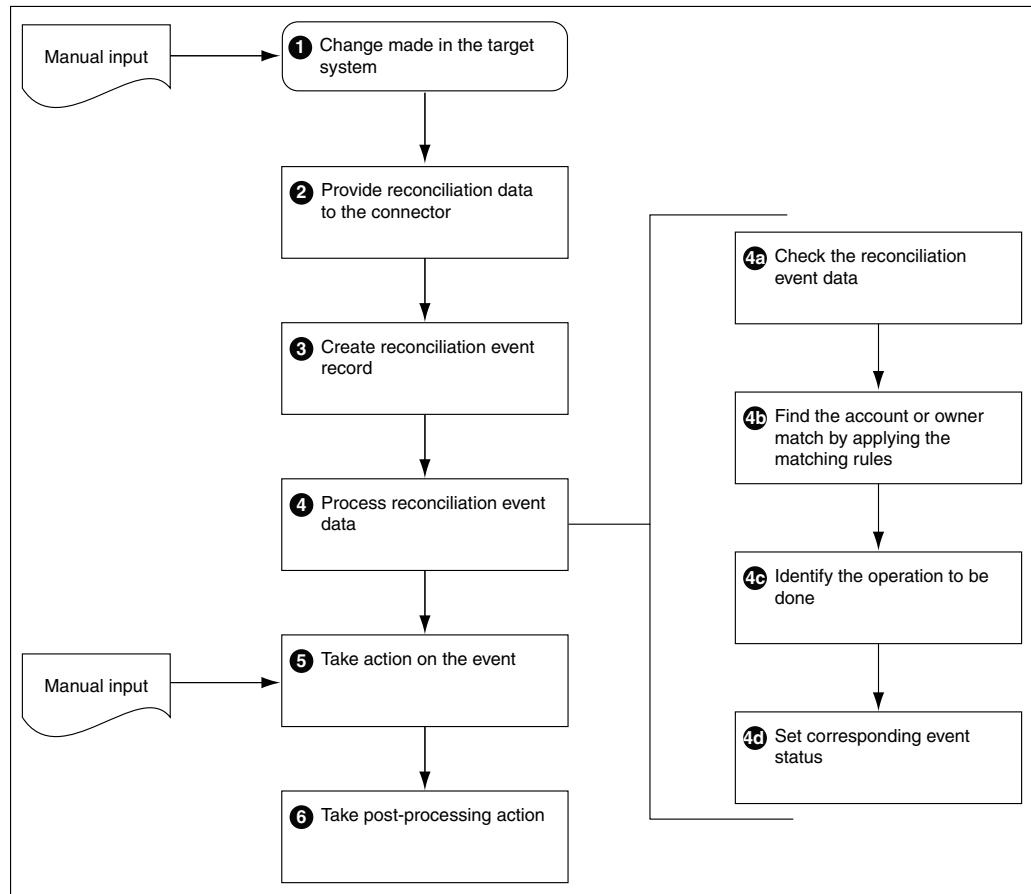 Manual input
1 Change made in the target
system
2 Provide reconciliation data
to the connector
3 Create reconciliation event
record
4 Process reconciliation event
data
4a Check the reconciliation
event data
4b Find the account or owner
match by applying the
matching rules
4c Identify the operation to be
done
4d Set corresponding event
status
Manual input
5 Take action on the event
6 Take post-processing action